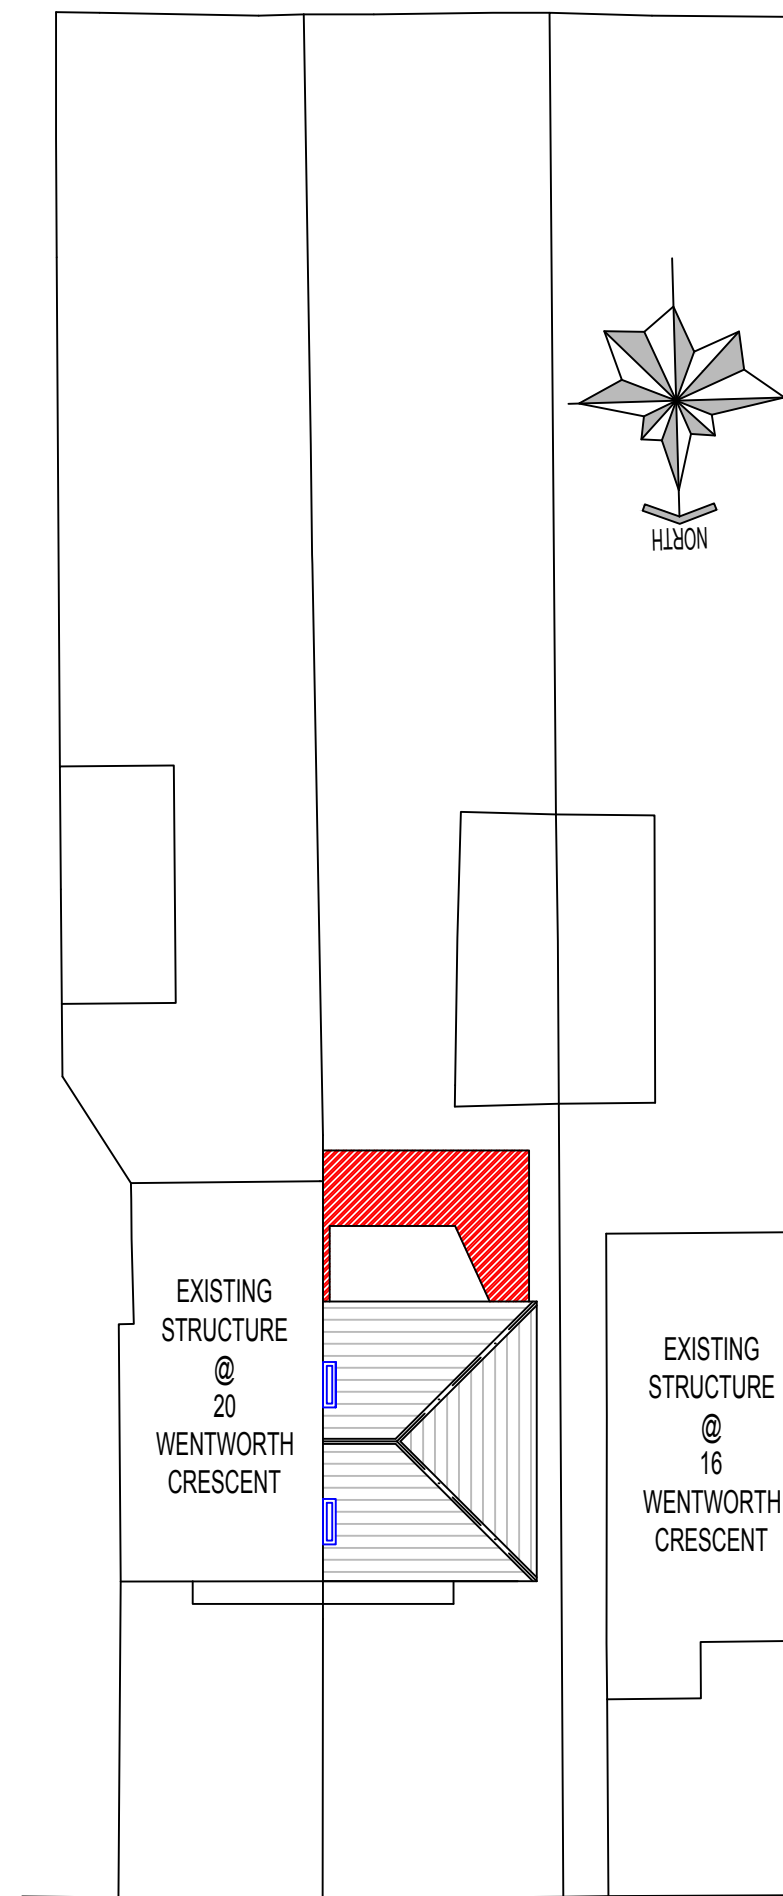 NORTH
EXISTING
STRUCTURE
@
20
WENTWORTH
CRESCENT
EXISTING
STRUCTURE
@
16
WENTWORTH
CRESCENT